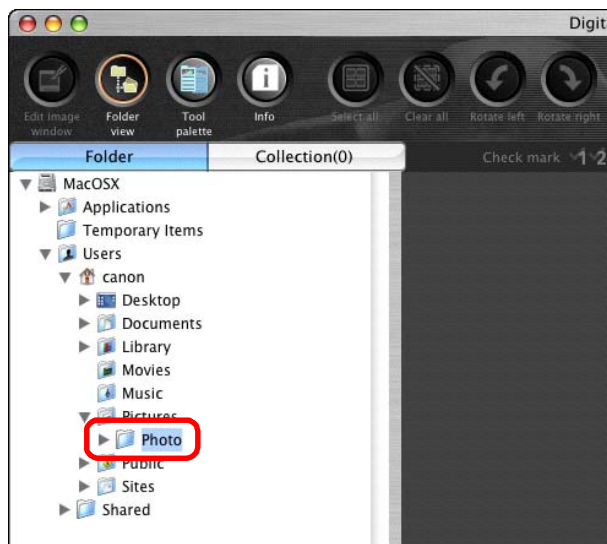 Digit
Edit image window
Folder view
Tool palette
Info
Select all
Clear all
Rotate left
Rotate right
Folder
Collection(0)
Check mark 1 2
MacOSX
Applications
Temporary Items
Users
canon
Desktop
Documents
Library
Movies
Music
Pictures
Photo
Public
Sites
Shared